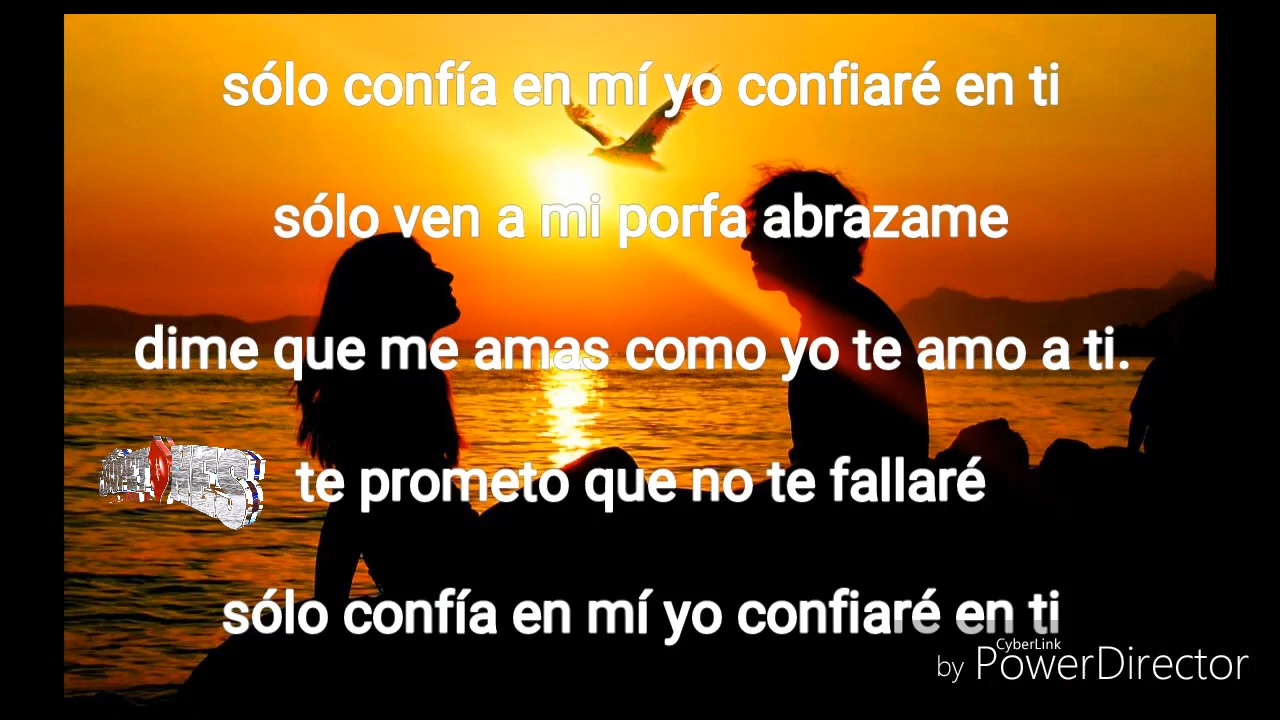 sólo confía en mí yo confiaré en ti
sólo ven a mi porfa abrazame
dime que me amas como yo te amo a ti.
te prometo que no te fallaré
sólo confía en mí yo confiaré en ti
CyberLink
by PowerDirector